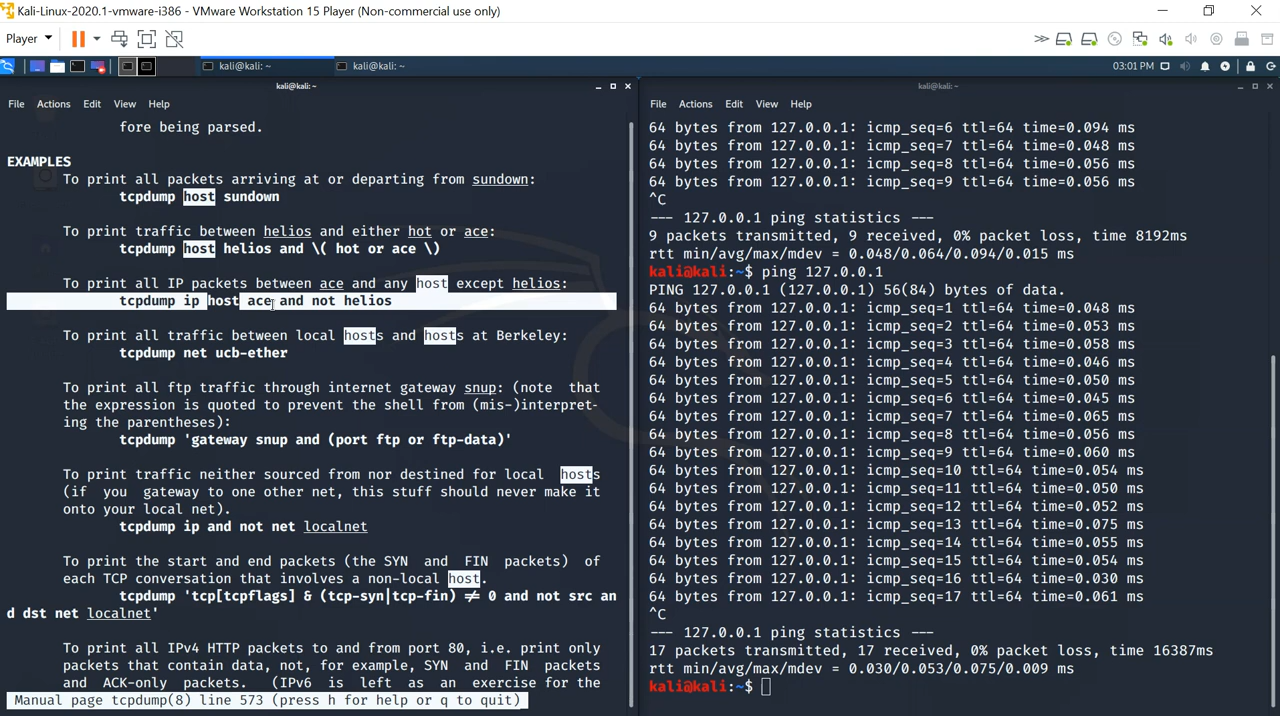 Kali-Linux-2020.1-vmware-i386 - VMware Workstation 15 Player (Non-commercial use only)
Player
kali@kali: ~
kali@kali: ~
03:01 PM
kali@kali: ~
File Actions Edit View Help
fore being parsed.
EXAMPLES
To print all packets arriving at or departing from sundown:
tcpdump host sundown
To print traffic between helios and either hot or ace:
tcpdump host helios and \( hot or ace \)
To print all IP packets between ace and any host except helios:
tcpdump ip host ace and not helios
To print all traffic between local hosts and hosts at Berkeley:
tcpdump net ucb-ether
To print all ftp traffic through internet gateway snup: (note that
the expression is quoted to prevent the shell from (mis-)interpret-
ing the parentheses):
tcpdump 'gateway snup and (port ftp or ftp-data)'
To print traffic neither sourced from nor destined for local hosts
(if you gateway to one other net, this stuff should never make it
onto your local net).
tcpdump ip and not net localnet
To print the start and end packets (the SYN and FIN packets) of
each TCP conversation that involves a non-local host.
tcpdump 'tcp[tcpflags] & (tcp-syn|tcp-fin) ≠ 0 and not src an
d dst net localnet'
To print all IPv4 HTTP packets to and from port 80, i.e. print only
packets that contain data, not, for example, SYN and FIN packets
and ACK-only packets. (IPv6 is left as an exercise for the
Manual page tcpdump(8) line 573 (press h for help or q to quit)
kali@kali: ~
File Actions Edit View Help
64 bytes from 127.0.0.1: icmp_seq=6 ttl=64 time=0.094 ms
64 bytes from 127.0.0.1: icmp_seq=7 ttl=64 time=0.048 ms
64 bytes from 127.0.0.1: icmp_seq=8 ttl=64 time=0.056 ms
64 bytes from 127.0.0.1: icmp_seq=9 ttl=64 time=0.056 ms
^C
--- 127.0.0.1 ping statistics ---
9 packets transmitted, 9 received, 0% packet loss, time 8192ms
rtt min/avg/max/mdev = 0.048/0.064/0.094/0.015 ms
kali@kali:~$ ping 127.0.0.1
PING 127.0.0.1 (127.0.0.1) 56(84) bytes of data.
64 bytes from 127.0.0.1: icmp_seq=1 ttl=64 time=0.048 ms
64 bytes from 127.0.0.1: icmp_seq=2 ttl=64 time=0.053 ms
64 bytes from 127.0.0.1: icmp_seq=3 ttl=64 time=0.058 ms
64 bytes from 127.0.0.1: icmp_seq=4 ttl=64 time=0.046 ms
64 bytes from 127.0.0.1: icmp_seq=5 ttl=64 time=0.050 ms
64 bytes from 127.0.0.1: icmp_seq=6 ttl=64 time=0.045 ms
64 bytes from 127.0.0.1: icmp_seq=7 ttl=64 time=0.065 ms
64 bytes from 127.0.0.1: icmp_seq=8 ttl=64 time=0.056 ms
64 bytes from 127.0.0.1: icmp_seq=9 ttl=64 time=0.060 ms
64 bytes from 127.0.0.1: icmp_seq=10 ttl=64 time=0.054 ms
64 bytes from 127.0.0.1: icmp_seq=11 ttl=64 time=0.050 ms
64 bytes from 127.0.0.1: icmp_seq=12 ttl=64 time=0.052 ms
64 bytes from 127.0.0.1: icmp_seq=13 ttl=64 time=0.075 ms
64 bytes from 127.0.0.1: icmp_seq=14 ttl=64 time=0.055 ms
64 bytes from 127.0.0.1: icmp_seq=15 ttl=64 time=0.054 ms
64 bytes from 127.0.0.1: icmp_seq=16 ttl=64 time=0.030 ms
64 bytes from 127.0.0.1: icmp_seq=17 ttl=64 time=0.061 ms
^C
--- 127.0.0.1 ping statistics ---
17 packets transmitted, 17 received, 0% packet loss, time 16387ms
rtt min/avg/max/mdev = 0.030/0.053/0.075/0.009 ms
kali@kali:~$